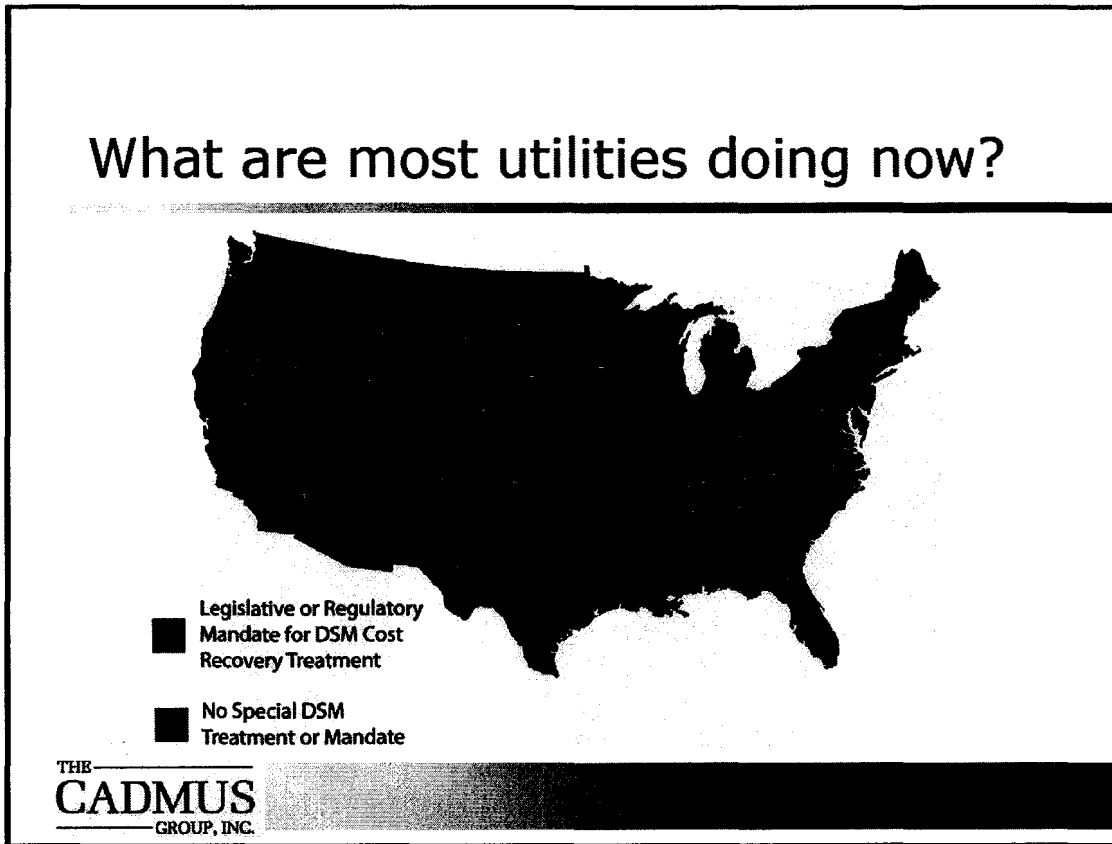 What are most utilities doing now?
Legislative or Regulatory
Mandate for DSM Cost
Recovery Treatment
No Special DSM
Treatment or Mandate
THE
CADMUS
GROUP, INC.